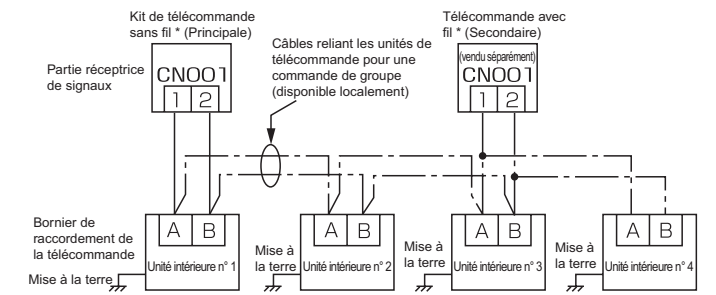 Kit de télécommande
sans fil * (Principale)
Câbles reliant les unités de
télécommande pour une
commande de groupe
(disponible localement)
Télécommande avec
fil * (Secondaire)
Partie réceptrice
de signaux
CN001
1 2
(vendu séparément)
CN001
1 2
Bornier de
raccordement de
la télécommande
Mise à la terre
A B
Unité intérieure n° 1
Mise à
la terre
A B
Unité intérieure n° 2
Mise à
la terre
A B
Unité intérieure n° 3
Mise à
la terre
A B
Unité intérieure n° 4